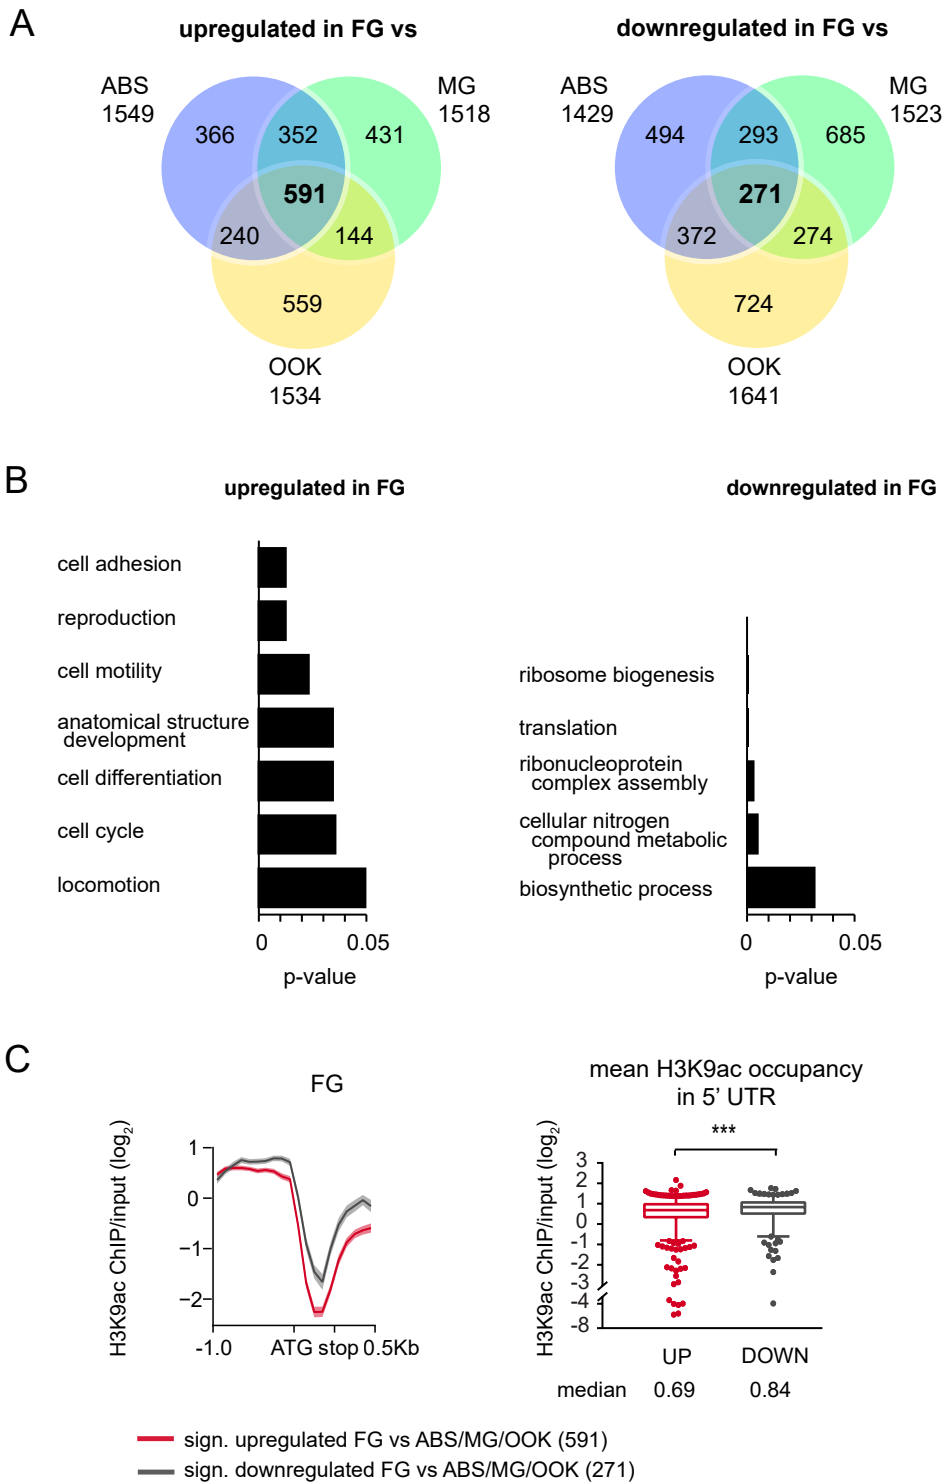 A
upregulated in FG vs
downregulated in FG vs
ABS
1549
MG
1518
366
352
431
591
240
144
559
OOK
1534
ABS
1429
MG
1523
494
293
685
271
372
274
724
OOK
1641
B
upregulated in FG
cell adhesion
reproduction
cell motility
anatomical structure
development
cell differentiation
cell cycle
locomotion
0 0.05
p-value
downregulated in FG
ribosome biogenesis
translation
ribonucleoprotein
complex assembly
cellular nitrogen
compound metabolic
process
biosynthetic process
0 0.05
p-value
C
FG
H3K9ac ChIP/input (log2)
1
0
−1
−2
-1.0 ATG stop 0.5Kb
mean H3K9ac occupancy
in 5’ UTR
***
H3K9ac ChIP/input (log2)
3
2
1
0
-1
-2
-3
-4
-8
UP DOWN
median 0.69 0.84
sign. upregulated FG vs ABS/MG/OOK (591)
sign. downregulated FG vs ABS/MG/OOK (271)